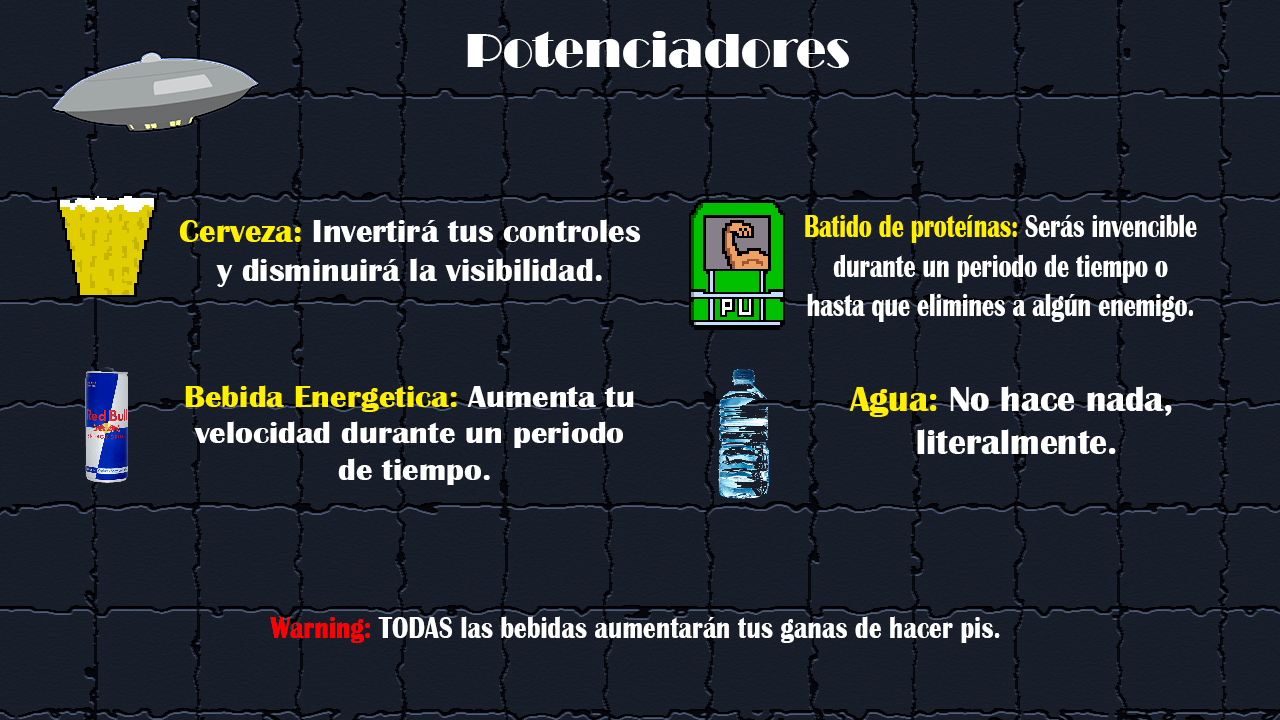 Potenciadores
Cerveza: Invertirá tus controles
y disminuirá la visibilidad.
Batido de proteínas: Serás invencible
durante un periodo de tiempo o
hasta que elimines a algún enemigo.
PU
Red Bull
Bebida Energetica: Aumenta tu
velocidad durante un periodo
de tiempo.
Agua: No hace nada,
literalmente.
Warning: TODAS las bebidas aumentarán tus ganas de hacer pis.